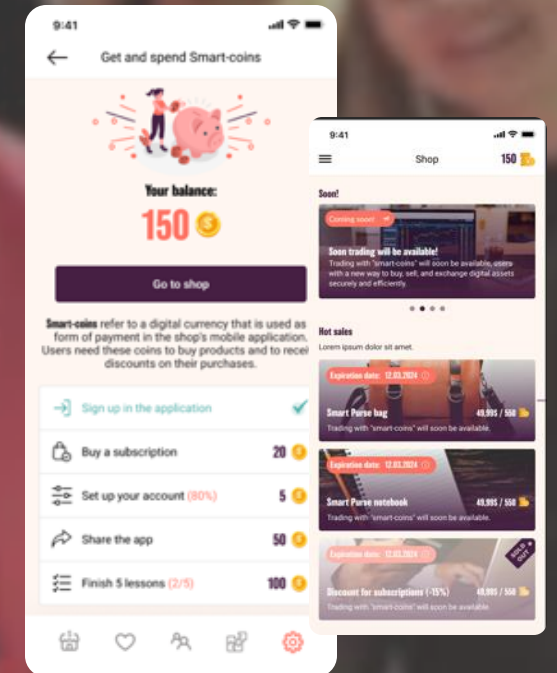 9:41
Get and spend Smart-coins
Your balance:
150
Go to shop
Smart-coins refer to a digital currency that is used as
form of payment in the shop's mobile application.
Users need these coins to buy products and to recei
discounts on their purchases.
Sign up in the application
Buy a subscription 20
Set up your account (80%) 5
Share the app 50
Finish 5 lessons (2/5) 100
9:41
Shop 150
Soon!
Coming soon!
Soon trading will be available!
Trading with "smart-coins" will soon be available, users
with a new way to buy, sell, and exchange digital assets
securely and efficiently.
Hot sales
Lorem ipsum dolor sit amet.
Expiration date: 12.03.2024
Smart Purse bag 49,99$ / 550
Trading with "smart-coins" will soon be available.
Expiration date: 12.03.2024
Smart Purse notebook 49,99$ / 550
Trading with "smart-coins" will soon be available.
SOLD OUT
Expiration date: 12.03.2024
Discount for subscriptions (-15%) 49,99$ / 550
Trading with "smart-coins" will soon be available.